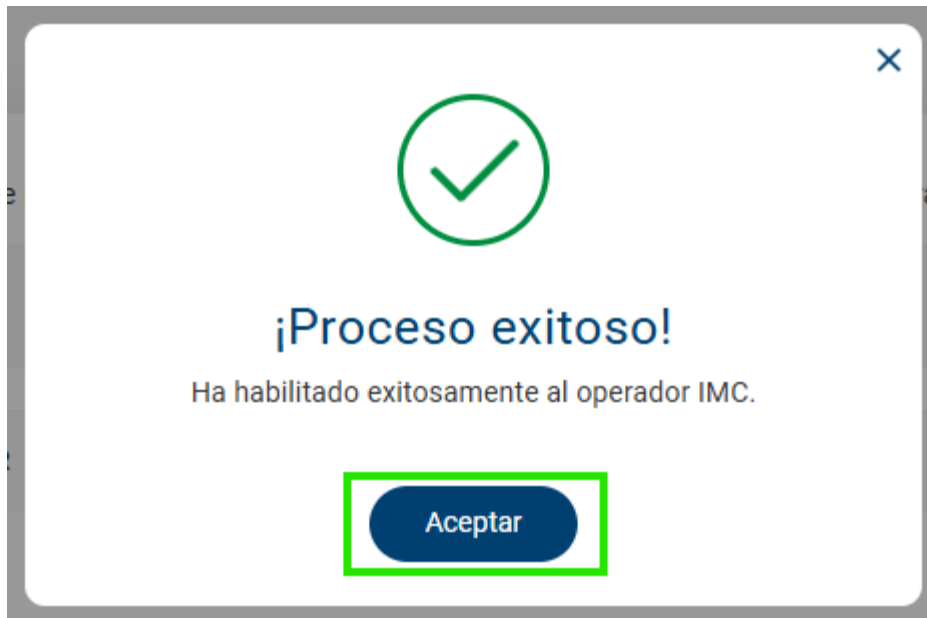 ¡Proceso exitoso!
Ha habilitado exitosamente al operador IMC.
Aceptar